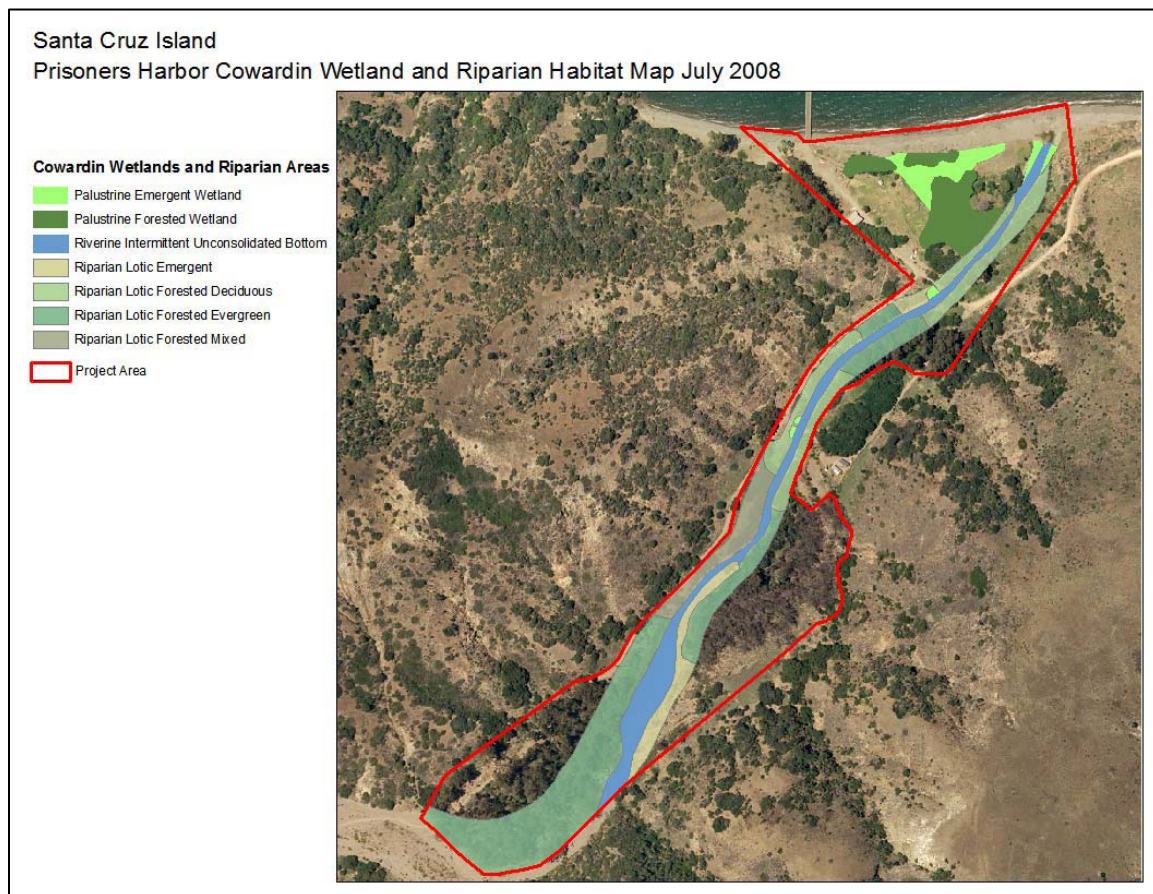 Santa Cruz Island
Prisoners Harbor Cowardin Wetland and Riparian Habitat Map July 2008
Cowardin Wetlands and Riparian Areas
Palustrine Emergent Wetland
Palustrine Forested Wetland
Riverine Intermittent Unconsolidated Bottom
Riparian Lotic Emergent
Riparian Lotic Forested Deciduous
Riparian Lotic Forested Evergreen
Riparian Lotic Forested Mixed
Project Area